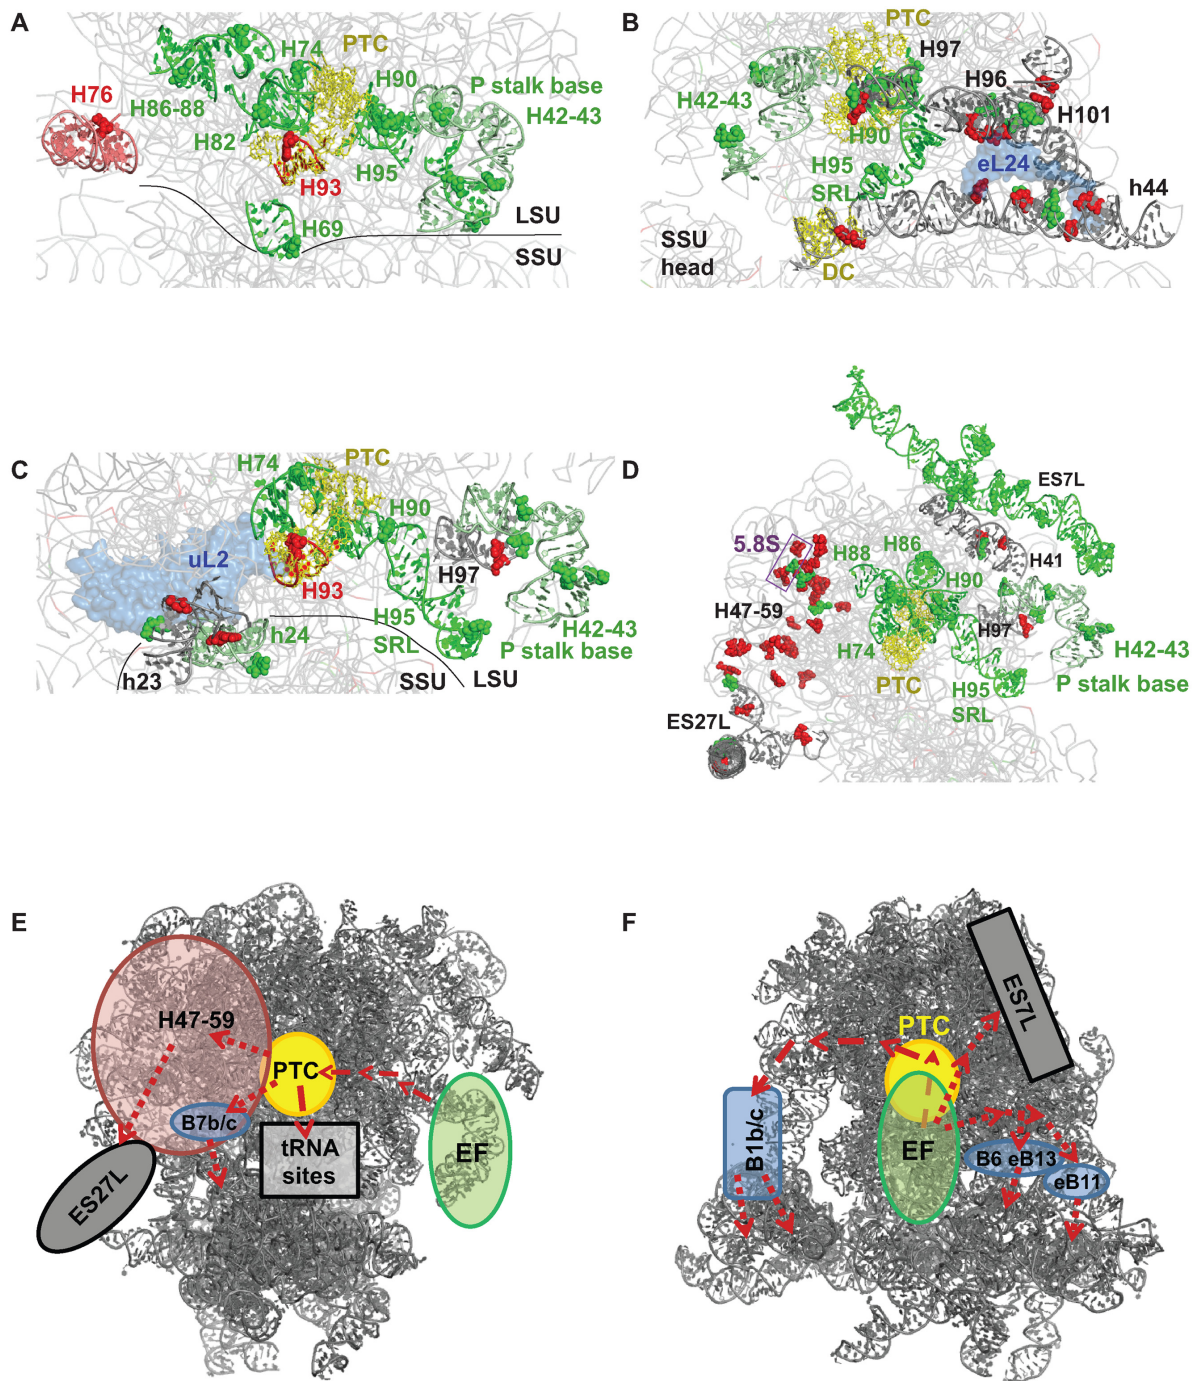 A
H74
PTC
H90
P stalk base
H42-43
H76
H86-88
H82
H93
H95
H69
LSU
SSU
B
PTC
H97
H96
H42-43
H101
H90
H95
SRL
eL24
h44
SSU
head
DC
C
H74
PTC
H90
uL2
H93
H97
H95
SRL
h24
H42-43
P stalk base
h23
SSU
LSU
D
ES7L
5.8S
H88
H86
H90
H41
H47-59
H97
H74
H42-43
PTC
H95
SRL
P stalk base
ES27L
E
H47-59
PTC
B7b/c
tRNA
sites
EF
ES27L
F
ES7L
PTC
B1b/c
EF
B6 eB13
eB11